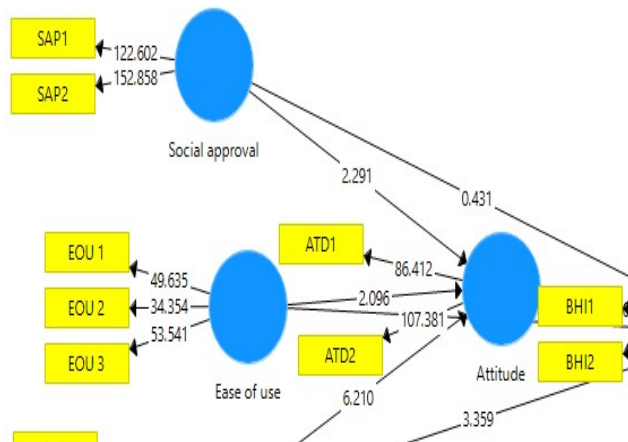 SAP1
122.602
152.858
SAP2
Social approval
2.291
0.431
ATD1
86.412
EOU 1
49.635
EOU 2
34.354
2.096
BHI1
107.381
53.541
EOU 3
ATD2
BHI2
Attitude
Ease of use
6.210
3.359